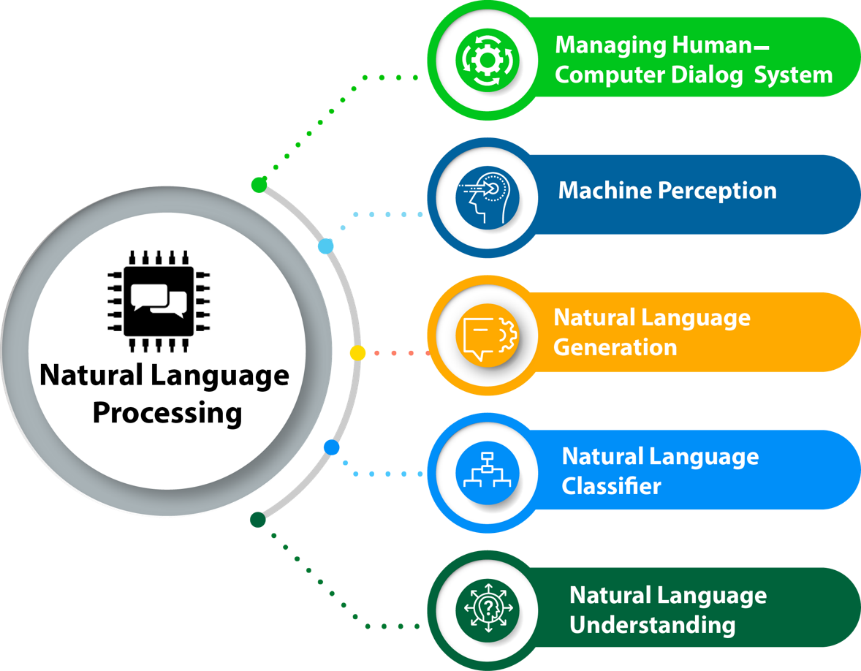 Managing Human–
Computer Dialog System
Machine Perception
Natural Language
Generation
Natural Language
Processing
Natural Language
Classifier
Natural Language
Understanding